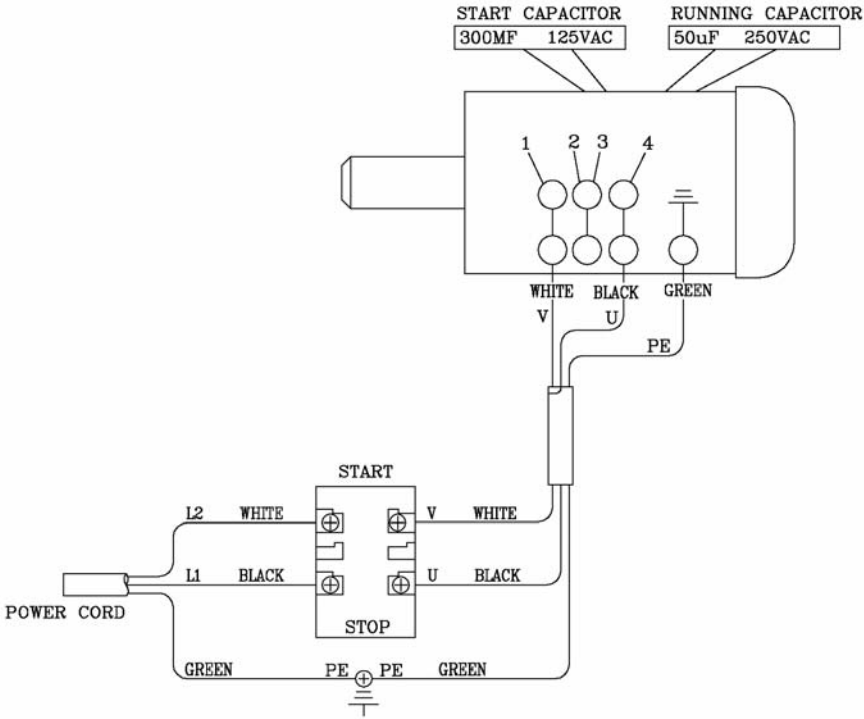 START CAPACITOR RUNNING CAPACITOR
300MF 125VAC 50uF 250VAC
1 2 3 4
WHITE BLACK GREEN
V U
PE
START
L2 WHITE V WHITE
L1 BLACK U BLACK
POWER CORD
STOP
GREEN PE PE GREEN